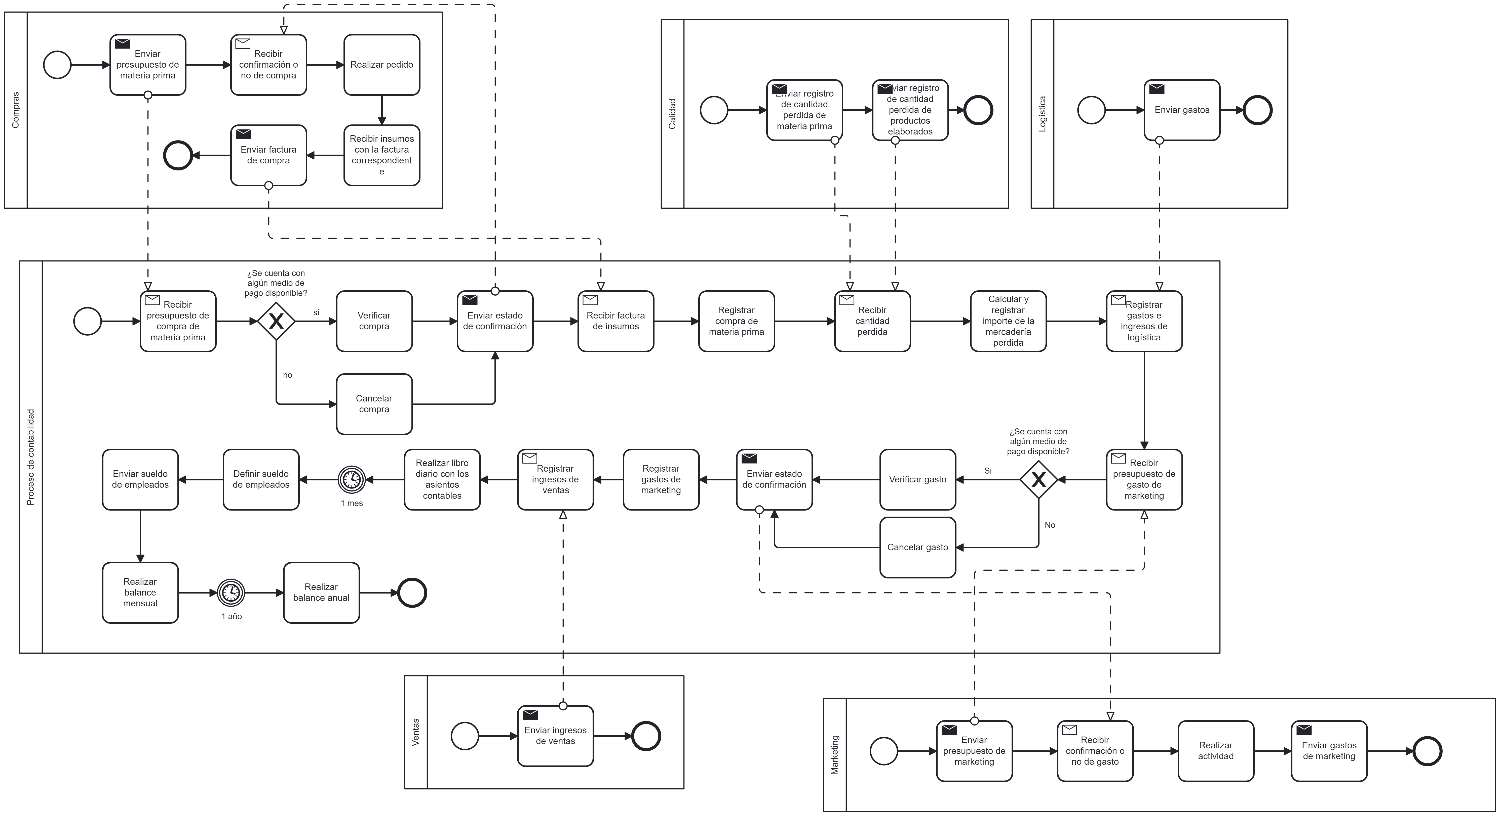 Compras
Enviar
presupuesto de
materia prima
Recibir
confirmación o
no de compra
Realizar pedido
Enviar factura
de compra
Recibir insumos
con la factura
correspondient
e
Calidad
Enviar registro
de cantidad
perdida de
materia prima
viar registro
de cantidad
perdida de
productos
elaborados
Logistica
Enviar gastos
Proceso de contabilidad
Recibir
presupuesto de
compra de
materia prima
¿Se cuenta con
algún medio de
pago disponible?
si
no
Verificar
compra
Cancelar
compra
Enviar estado
de confirmación
Recibir factura
de insumos
Registrar
compra de
materia prima
Recibir
cantidad
perdida
Calcular y
registrar
importe de la
mercadería
perdida
Registrar
gastos e
ingresos de
logística
Enviar sueldo
de empleados
Definir sueldo
de empleados
1 mes
Realizar libro
diario con los
asientos
contables
Registrar
ingresos de
ventas
Registrar
gastos de
marketing
Enviar estado
de confirmación
Verificar gasto
Cancelar gasto
Si
No
¿Se cuenta con
algún medio de
pago disponible?
Recibir
presupuesto de
gasto de
marketing
Realizar
balance
mensual
1 año
Realizar
balance anual
Ventas
Enviar ingresos
de ventas
Marketing
Enviar
presupuesto de
marketing
Recibir
confirmación o
no de gasto
Realizar
actividad
Enviar gastos
de marketing